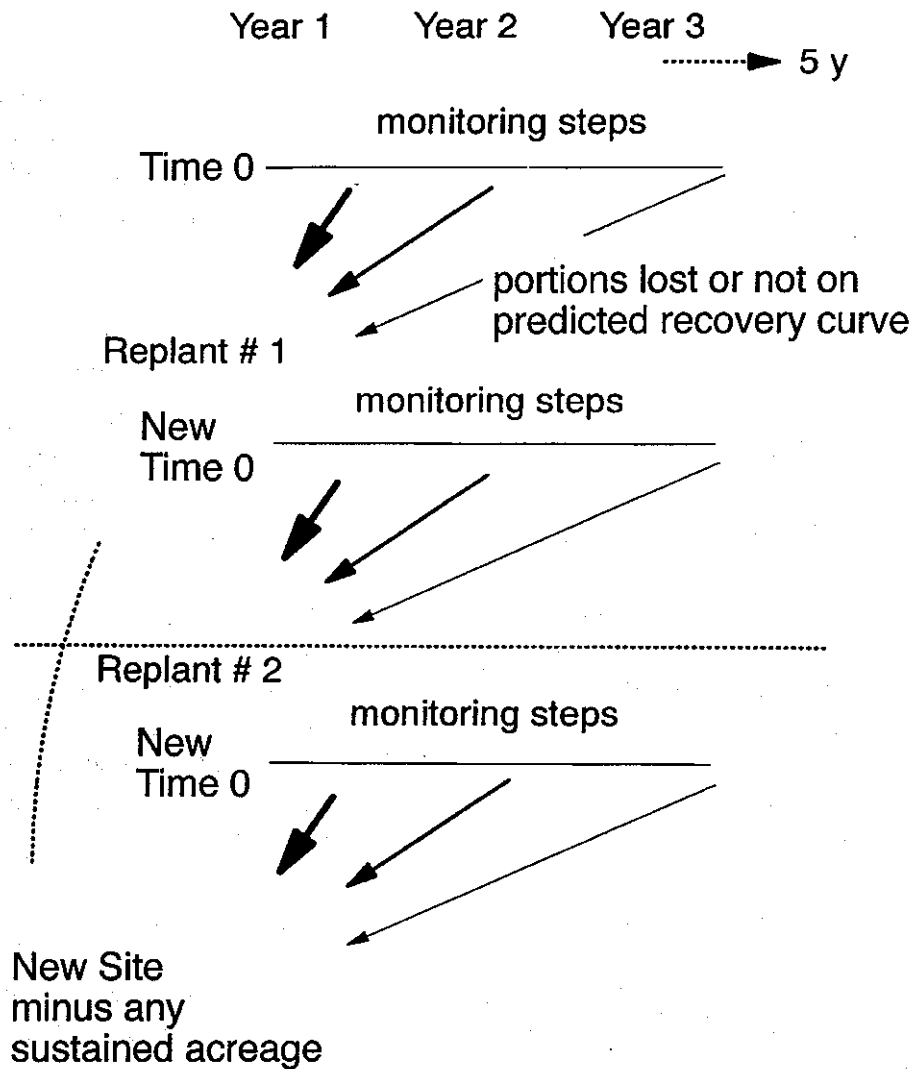 Year 1 Year 2 Year 3
5 y
monitoring steps
Time 0
portions lost or not on
predicted recovery curve
Replant # 1
monitoring steps
New
Time 0
Replant # 2
monitoring steps
New
Time 0
New Site
minus any
sustained acreage